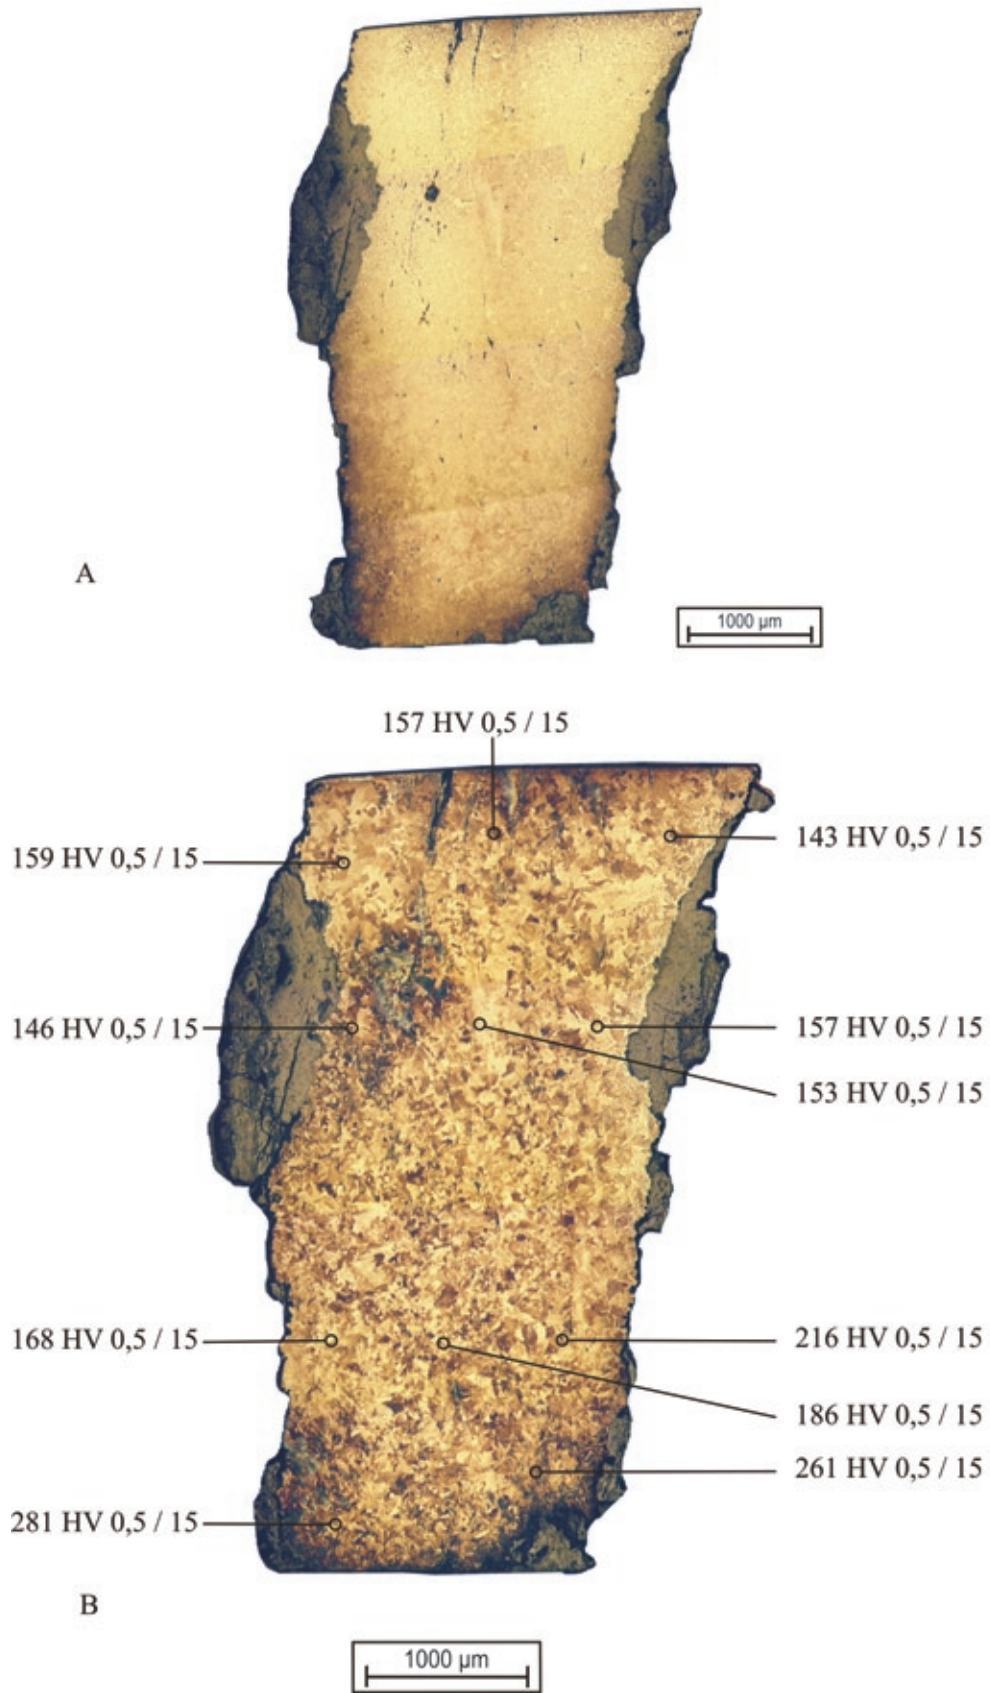 A
1000 µm
157 HV 0,5 / 15
143 HV 0,5 / 15
159 HV 0,5 / 15
146 HV 0,5 / 15
157 HV 0,5 / 15
153 HV 0,5 / 15
168 HV 0,5 / 15
216 HV 0,5 / 15
186 HV 0,5 / 15
261 HV 0,5 / 15
281 HV 0,5 / 15
B
1000 µm